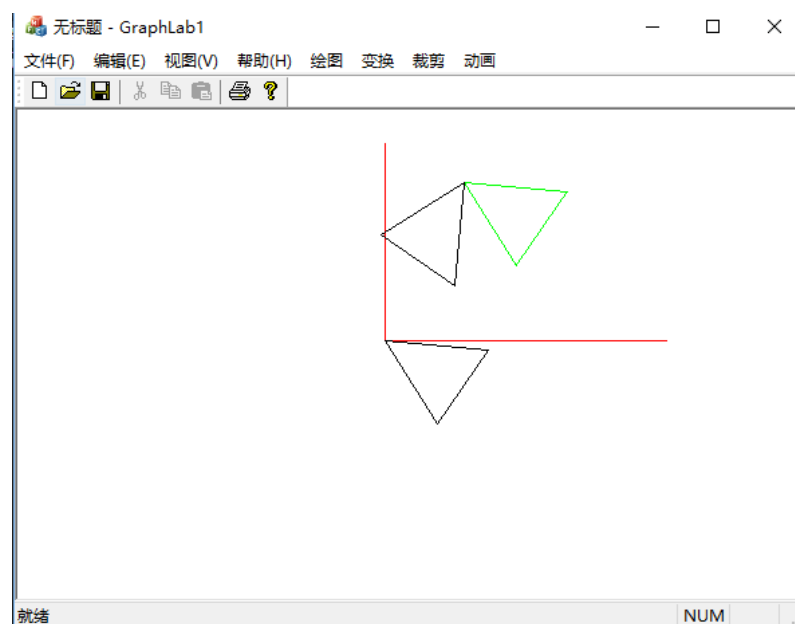 无标题 - GraphLab1
文件(F) 编辑(E) 视图(V) 帮助(H) 绘图 变换 裁剪 动画
就绪 NUM